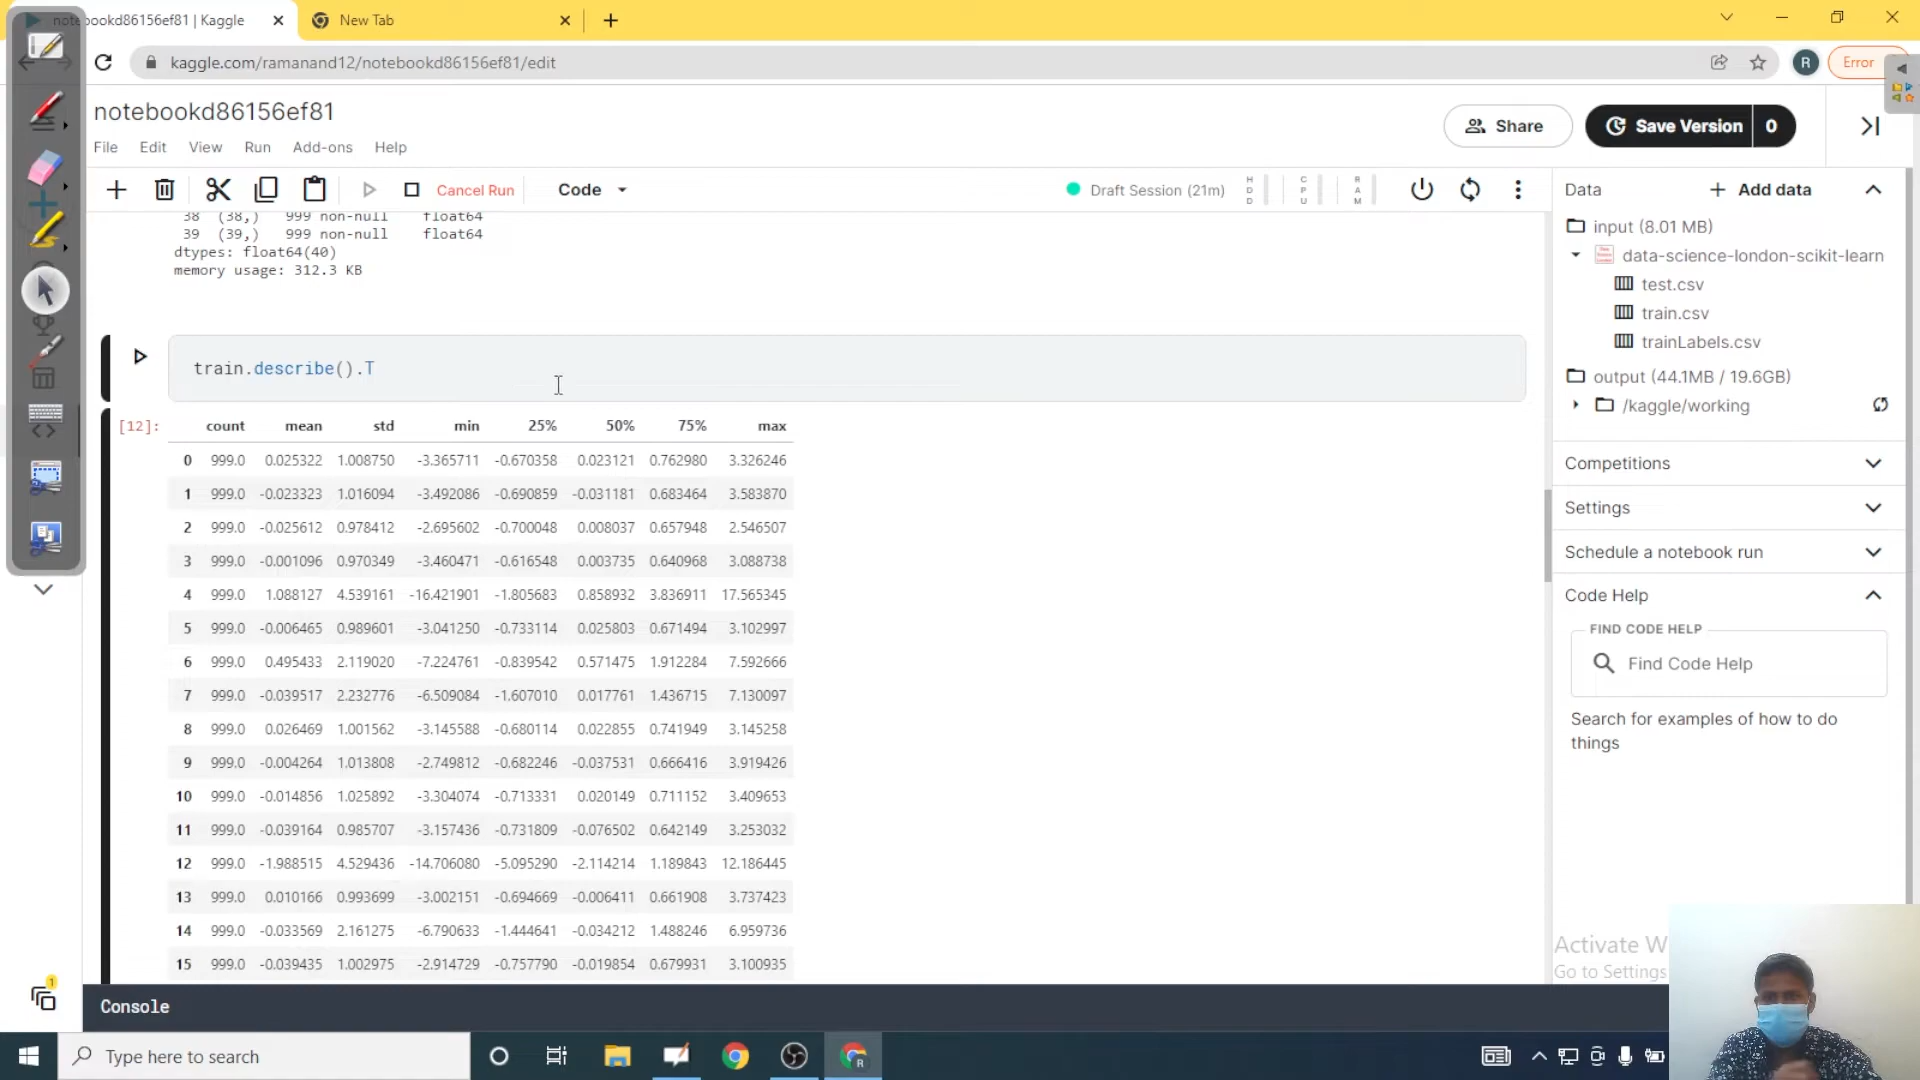 notebookd86156ef81 | Kaggle
New Tab
kaggle.com/ramanand12/notebookd86156ef81/edit
R
Error
notebookd86156ef81
Share
Save Version 0
File Edit View Run Add-ons Help
Cancel Run
Code
Draft Session (21m)
HDD
CPU
RAM
38 (38,) 999 non-null float64
39 (39,) 999 non-null float64
dtypes: float64(40)
memory usage: 312.3 KB
train.describe().T
[12]:
count mean std min 25% 50% 75% max
0 999.0 0.025322 1.008750 -3.365711 -0.670358 0.023121 0.762980 3.326246
1 999.0 -0.023323 1.016094 -3.492086 -0.690859 -0.031181 0.683464 3.583870
2 999.0 -0.025612 0.978412 -2.695602 -0.700048 0.008037 0.657948 2.546507
3 999.0 -0.001096 0.970349 -3.460471 -0.616548 0.003735 0.640968 3.088738
4 999.0 1.088127 4.539161 -16.421901 -1.805683 0.858932 3.836911 17.565345
5 999.0 -0.006465 0.989601 -3.041250 -0.733114 0.025803 0.671494 3.102997
6 999.0 0.495433 2.119020 -7.224761 -0.839542 0.571475 1.912284 7.592666
7 999.0 -0.039517 2.232776 -6.509084 -1.607010 0.017761 1.436715 7.130097
8 999.0 0.026469 1.001562 -3.145588 -0.680114 0.022855 0.741949 3.145258
9 999.0 -0.004264 1.013808 -2.749812 -0.682246 -0.037531 0.666416 3.919426
10 999.0 -0.014856 1.025892 -3.304074 -0.713331 0.020149 0.711152 3.409653
11 999.0 -0.039164 0.985707 -3.157436 -0.731809 -0.076502 0.642149 3.253032
12 999.0 -1.988515 4.529436 -14.706080 -5.095290 -2.114214 1.189843 12.186445
13 999.0 0.010166 0.993699 -3.002151 -0.694669 -0.006411 0.661908 3.737423
14 999.0 -0.033569 2.161275 -6.790633 -1.444641 -0.034212 1.488246 6.959736
15 999.0 -0.039435 1.002975 -2.914729 -0.757790 -0.019854 0.679931 3.100935
Data
Add data
input (8.01 MB)
data-science-london-scikit-learn
test.csv
train.csv
trainLabels.csv
output (44.1MB / 19.6GB)
/kaggle/working
Competitions
Settings
Schedule a notebook run
Code Help
FIND CODE HELP
Find Code Help
Search for examples of how to do
things
Activate W
Go to Settings
1
Console
Type here to search
R